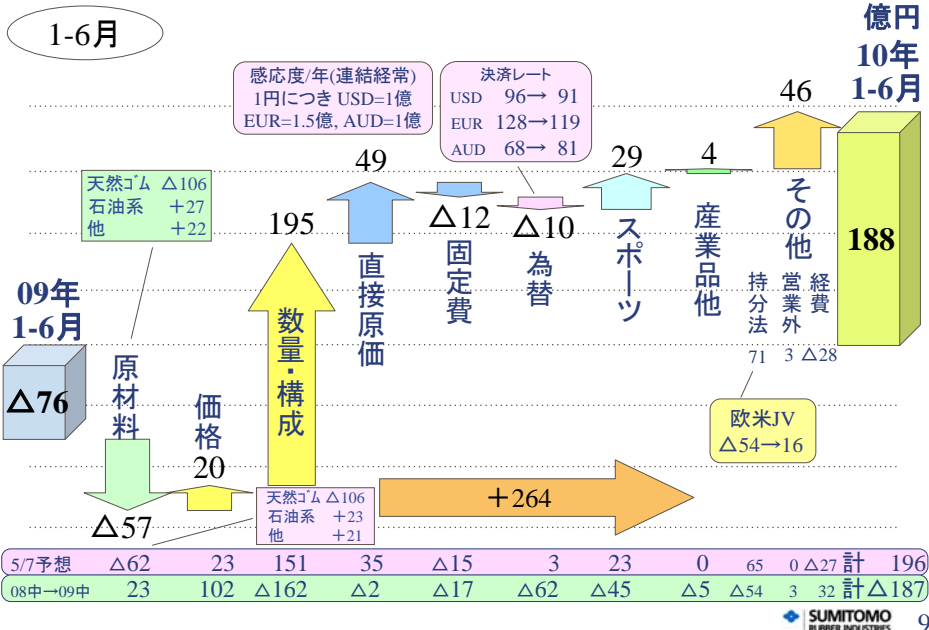 1-6月
億円
10年
1-6月
感応度/年(連結経常)
1円につき USD=1億
EUR=1.5億, AUD=1億
決済レート
USD 96→ 91
EUR 128→119
AUD 68→ 81
天然ゴム △106
石油系 +27
他 +22
09年
1-6月
△76
原材料
△57
価格
20
195
数量・構成
49
直接原価
△12
固定費
△10
為替
29
スポーツ
4
産業品他
46
その他
持分法
営業外
経費
71 3 △28
188
欧米JV
△54→16
天然ゴム △106
石油系 +23
他 +21
+264
5/7予想 △62 23 151 35 △15 3 23 0 65 0 △27 計 196
08中→09中 23 102 △162 △2 △17 △62 △45 △5 △54 3 32 計△187
SUMITOMO
RUBBER INDUSTRIES
9